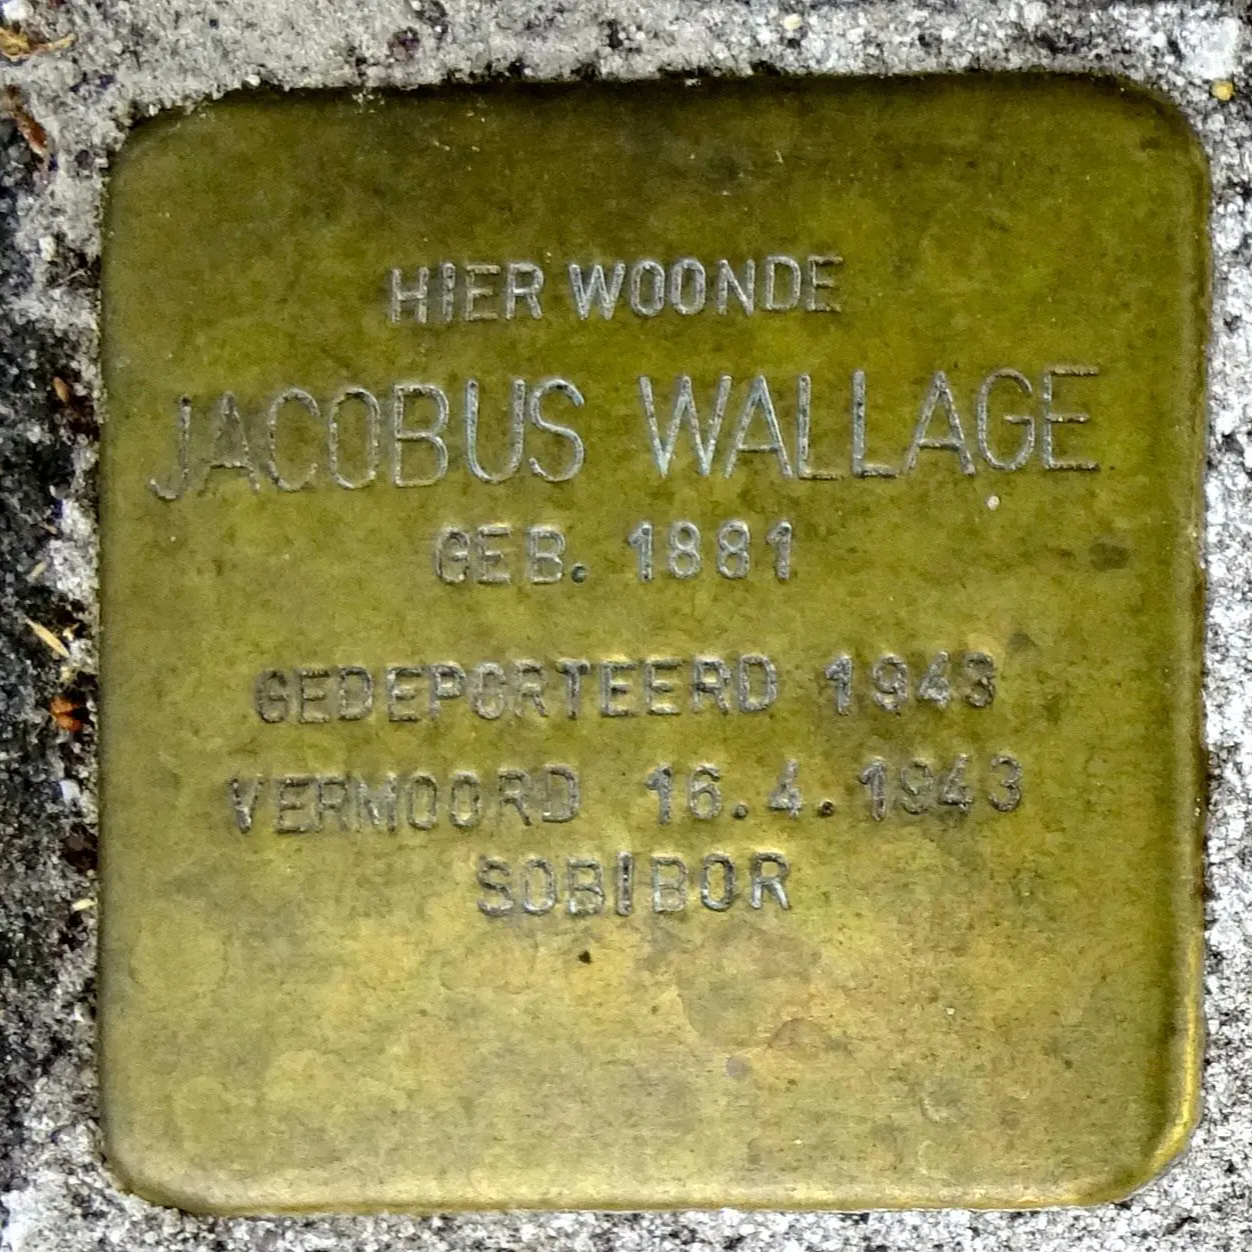 HIER WOONDE
JACOBUS WALLAGE
GEB. 1881
GEDEPORTEERD 1943
VERMOORD 16.4.1943
SOBIBOR